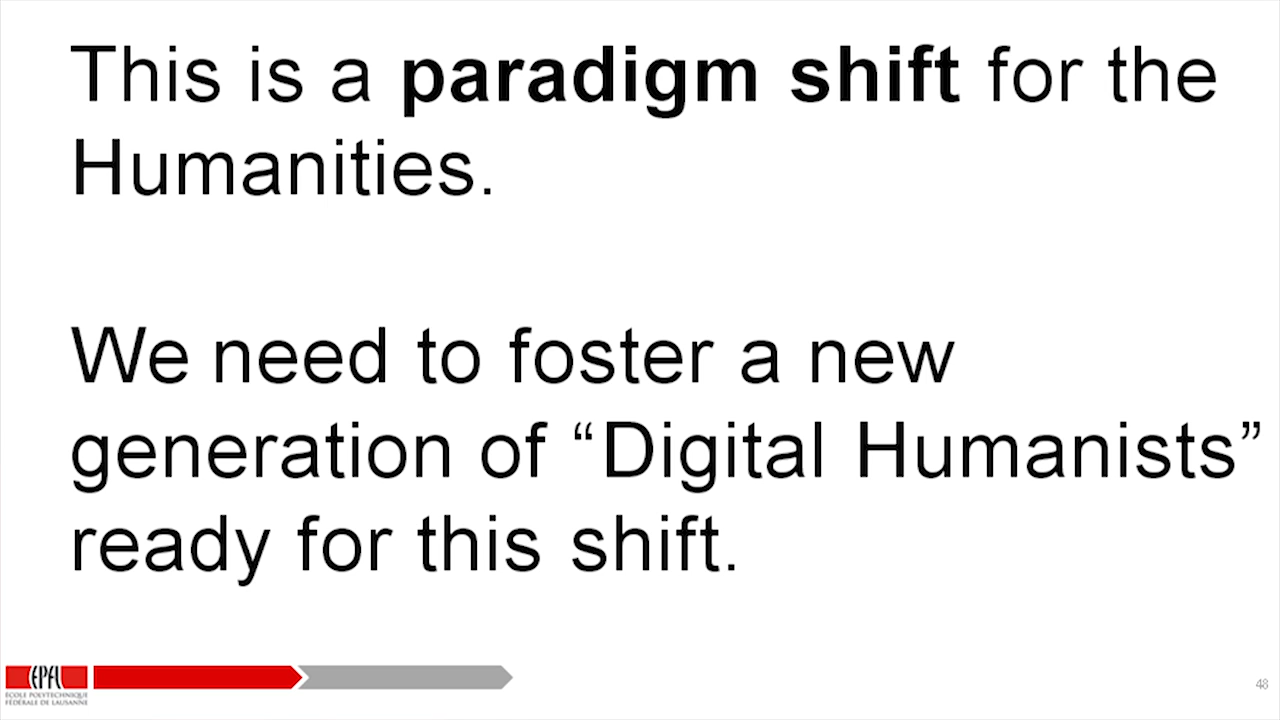 This is a paradigm shift for the
Humanities.
We need to foster a new
generation of “Digital Humanists”
ready for this shift.
EPFL
ÉCOLE POLYTECHNIQUE
FÉDÉRALE DE LAUSANNE
48